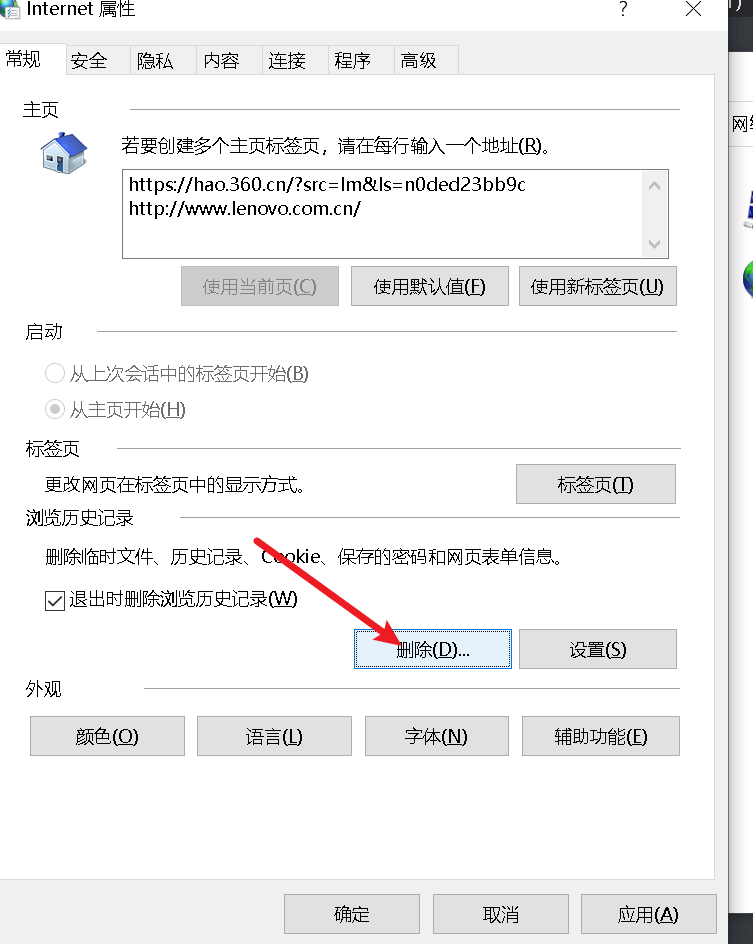 Internet 属性
?
常规 安全 隐私 内容 连接 程序 高级
主页
若要创建多个主页标签页，请在每行输入一个地址(R)。
https://hao.360.cn/?src=lm&ls=n0ded23bb9c
http://www.lenovo.com.cn/
使用当前页(C) 使用默认值(F) 使用新标签页(U)
启动
从上次会话中的标签页开始(B)
从主页开始(H)
标签页
更改网页在标签页中的显示方式。 标签页(T)
浏览历史记录
删除临时文件、历史记录、Cookie、保存的密码和网页表单信息。
退出时删除浏览历史记录(W)
删除(D)... 设置(S)
外观
颜色(O) 语言(L) 字体(N) 辅助功能(E)
确定 取消 应用(A)